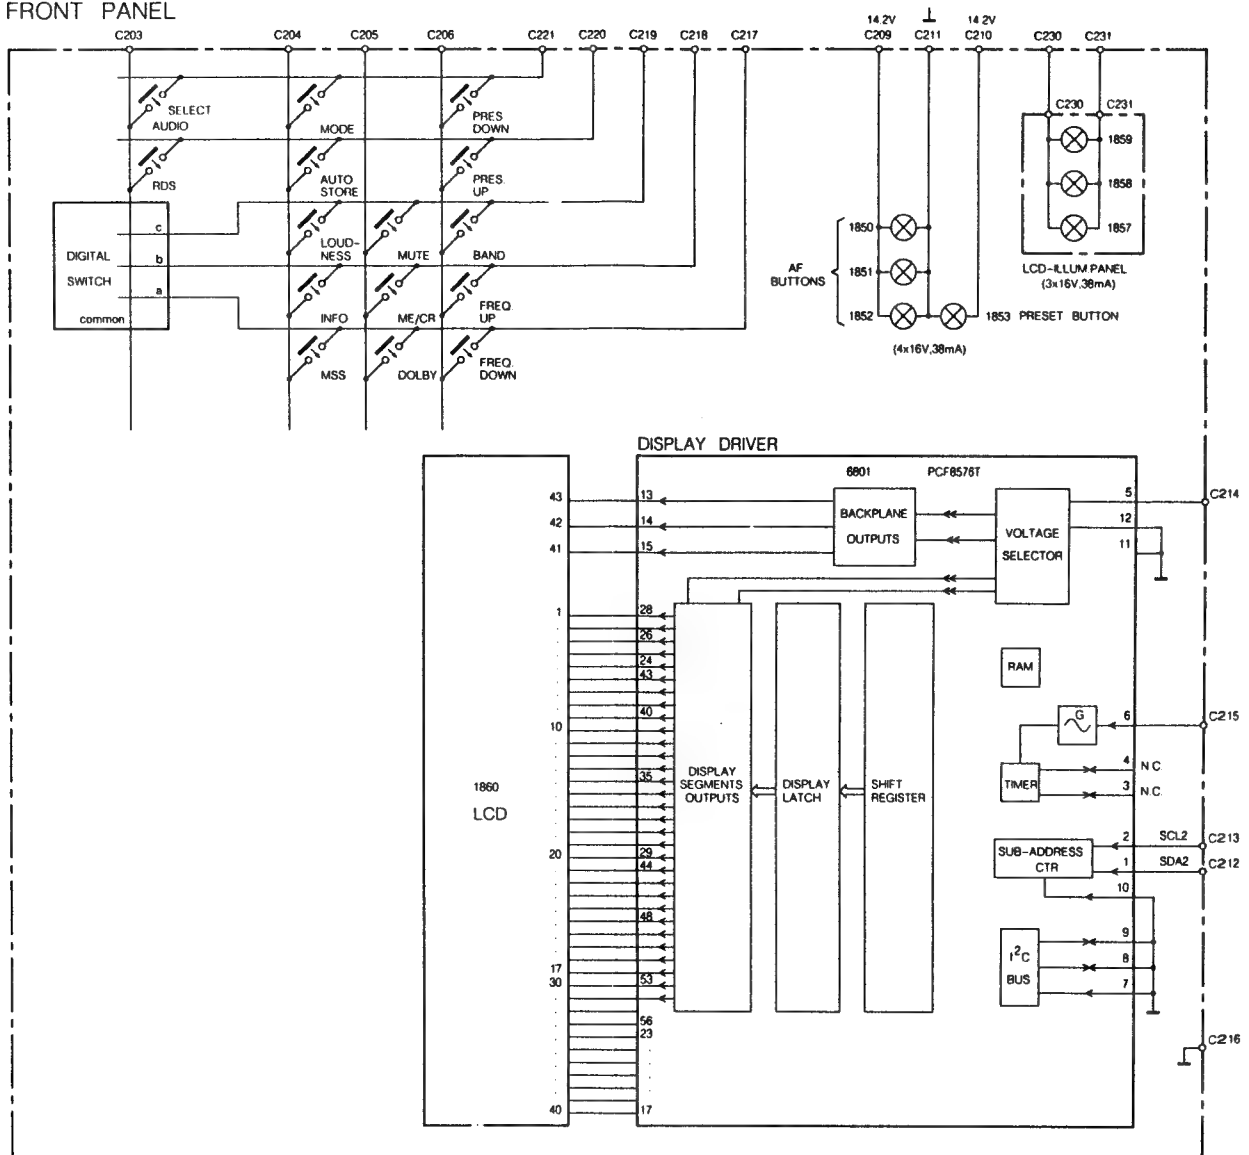 FRONT PANEL
14.2V 14.2V
C203 C204 C205 C206 C221 C220 C219 C218 C217 C209 C211 C210 C230 C231
C230 C231
SELECT
AUDIO
MODE
PRES
DOWN
1859
RDS
AUTO
STORE
PRES.
UP
1858
c
LOUD-
NESS
MUTE
BAND
1850
1857
DIGITAL
SWITCH
b
a
common
INFO
ME/CR
FREQ.
UP
AF
BUTTONS
1851
1852
1853 PRESET BUTTON
LCD-ILLUM.PANEL
(3x16V,38mA)
(4x16V,38mA)
MSS
DOLBY
FREQ.
DOWN
DISPLAY DRIVER
6801 PCF8576T
43 13
42 14
41 15
BACKPLANE
OUTPUTS
VOLTAGE
SELECTOR
5 C214
12
11
1 28
26
24
43
40
10
35
20 29
44
48
17
30 53
56
23
40 17
1860
LCD
DISPLAY
SEGMENTS
OUTPUTS
DISPLAY
LATCH
SHIFT
REGISTER
RAM
G
6 C215
TIMER
4 N.C
3 N.C.
SUB-ADDRESS
CTR
2 SCL2 C213
1 SDA2 C212
10
I²C
BUS
9
8
7
C216